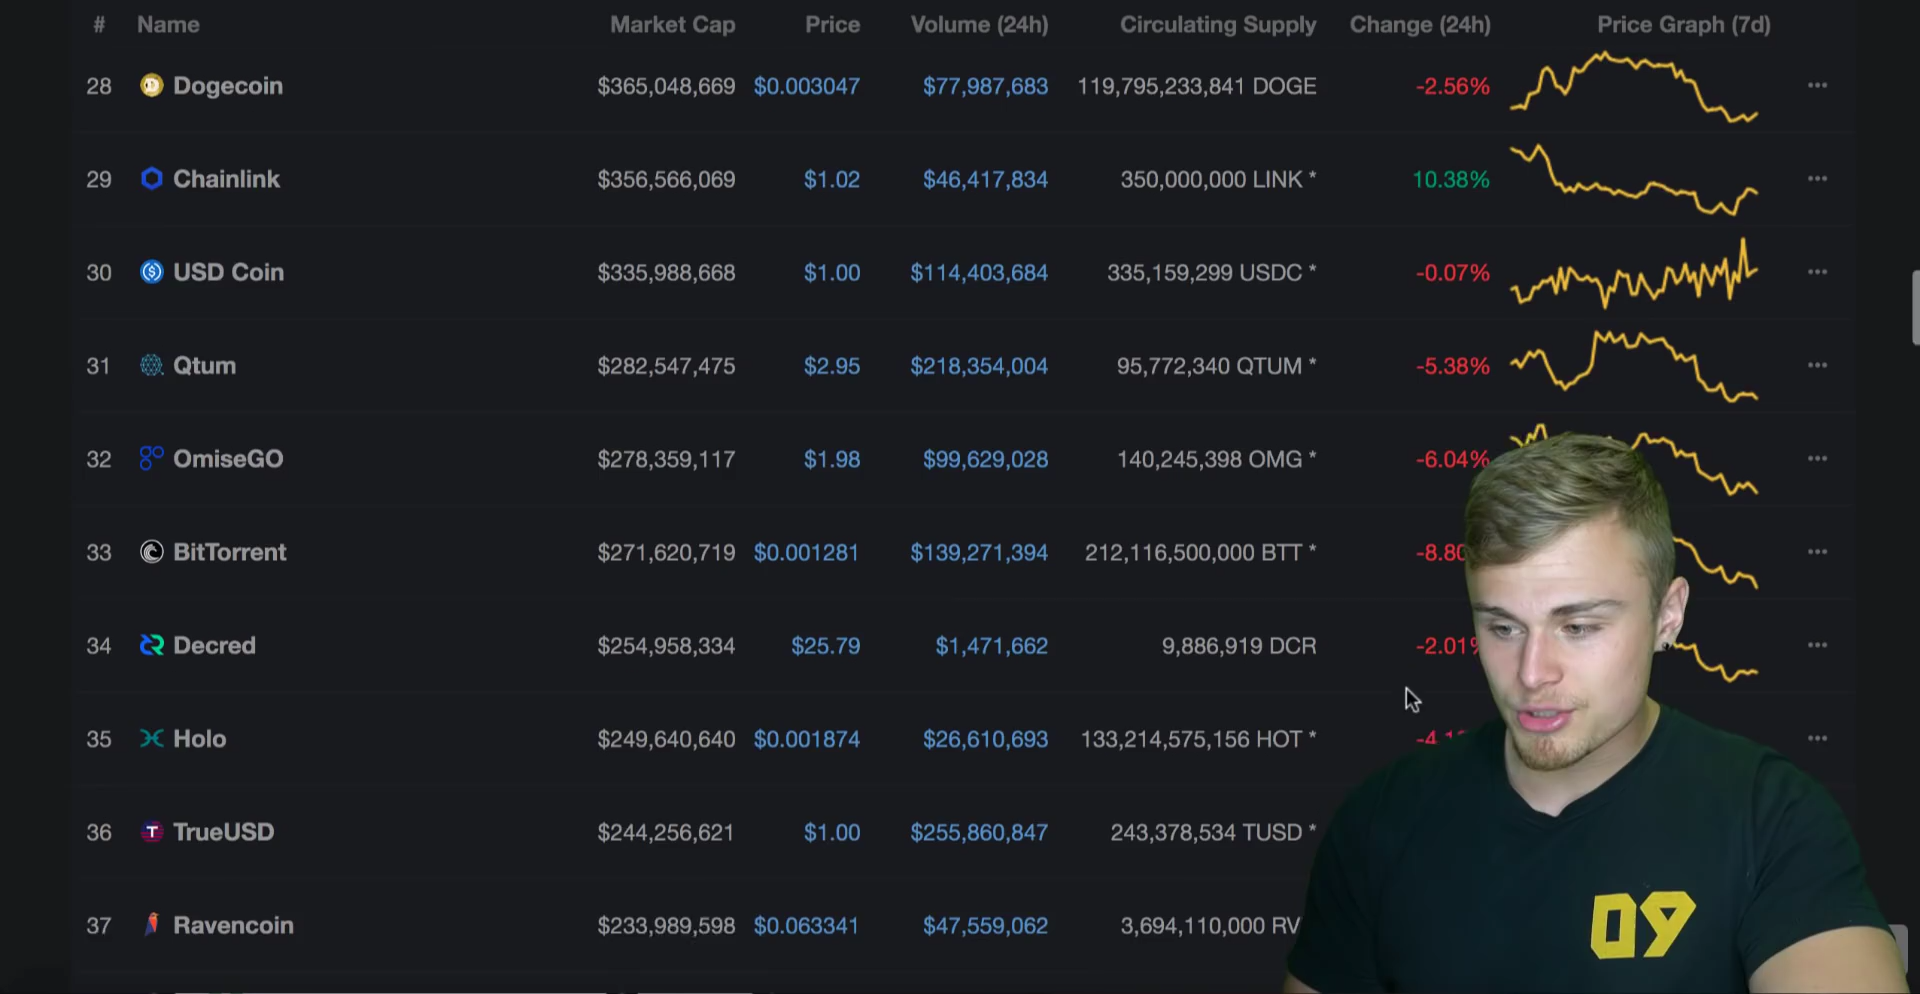 # Name Market Cap Price Volume (24h) Circulating Supply Change (24h) Price Graph (7d)
28 Dogecoin $365,048,669 $0.003047 $77,987,683 119,795,233,841 DOGE -2.56%
29 Chainlink $356,566,069 $1.02 $46,417,834 350,000,000 LINK * 10.38%
30 USD Coin $335,988,668 $1.00 $114,403,684 335,159,299 USDC * -0.07%
31 Qtum $282,547,475 $2.95 $218,354,004 95,772,340 QTUM * -5.38%
32 OmiseGO $278,359,117 $1.98 $99,629,028 140,245,398 OMG * -6.04%
33 BitTorrent $271,620,719 $0.001281 $139,271,394 212,116,500,000 BTT * -8.80
34 Decred $254,958,334 $25.79 $1,471,662 9,886,919 DCR -2.01%
35 Holo $249,640,640 $0.001874 $26,610,693 133,214,575,156 HOT *
36 TrueUSD $244,256,621 $1.00 $255,860,847 243,378,534 TUSD *
37 Ravencoin $233,989,598 $0.063341 $47,559,062 3,694,110,000 RV
09